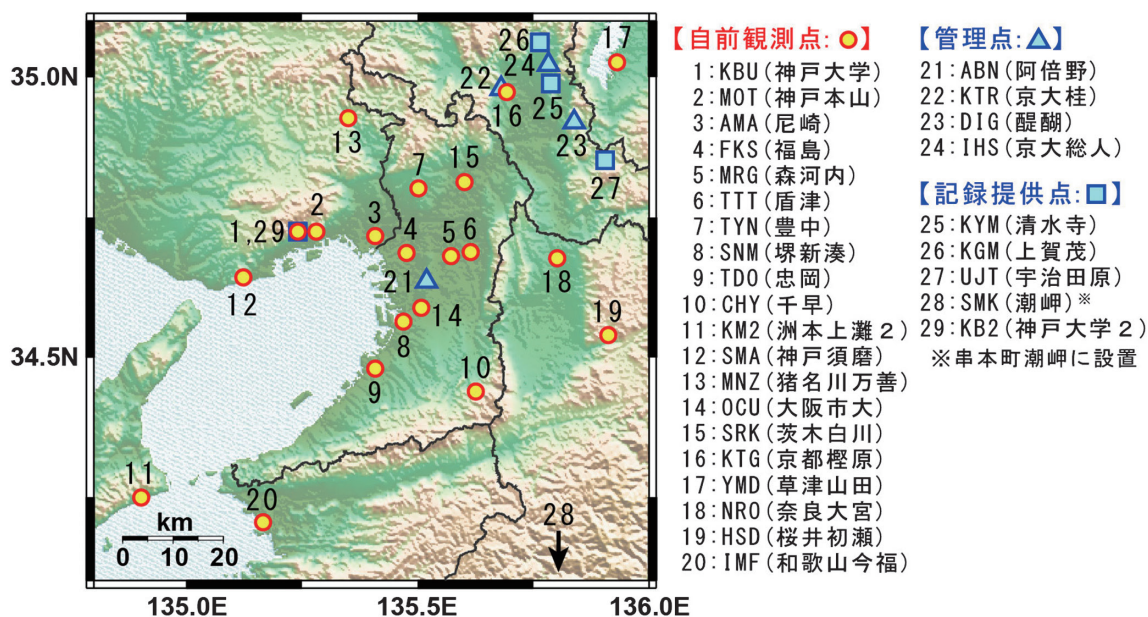 35.0N
34.5N
135.0E
135.5E
136.0E
26
17
24
22
25
16
13
23
15
7
27
2
3
1,29
4
5
6
18
21
12
14
19
8
10
9
11
20
28
km
0 10 20
【自前観測点:】
1:KBU(神戸大学)
2:MOT(神戸本山)
3:AMA(尼崎)
4:FKS(福島)
5:MRG(森河内)
6:TTT(盾津)
7:TYN(豊中)
8:SNM(堺新湊)
9:TDO(忠岡)
10:CHY(千早)
11:KM2(洲本上灘2)
12:SMA(神戸須磨)
13:MNZ(猪名川万善)
14:OCU(大阪市大)
15:SRK(茨木白川)
16:KTG(京都樫原)
17:YMD(草津山田)
18:NRO(奈良大宮)
19:HSD(桜井初瀬)
20:IMF(和歌山今福)
【管理点:】
21:ABN(阿倍野)
22:KTR(京大桂)
23:DIG(醍醐)
24:IHS(京大総人)
【記録提供点:】
25:KYM(清水寺)
26:KGM(上賀茂)
27:UJT(宇治田原)
28:SMK(潮岬)※
29:KB2(神戸大学2)
※串本町潮岬に設置